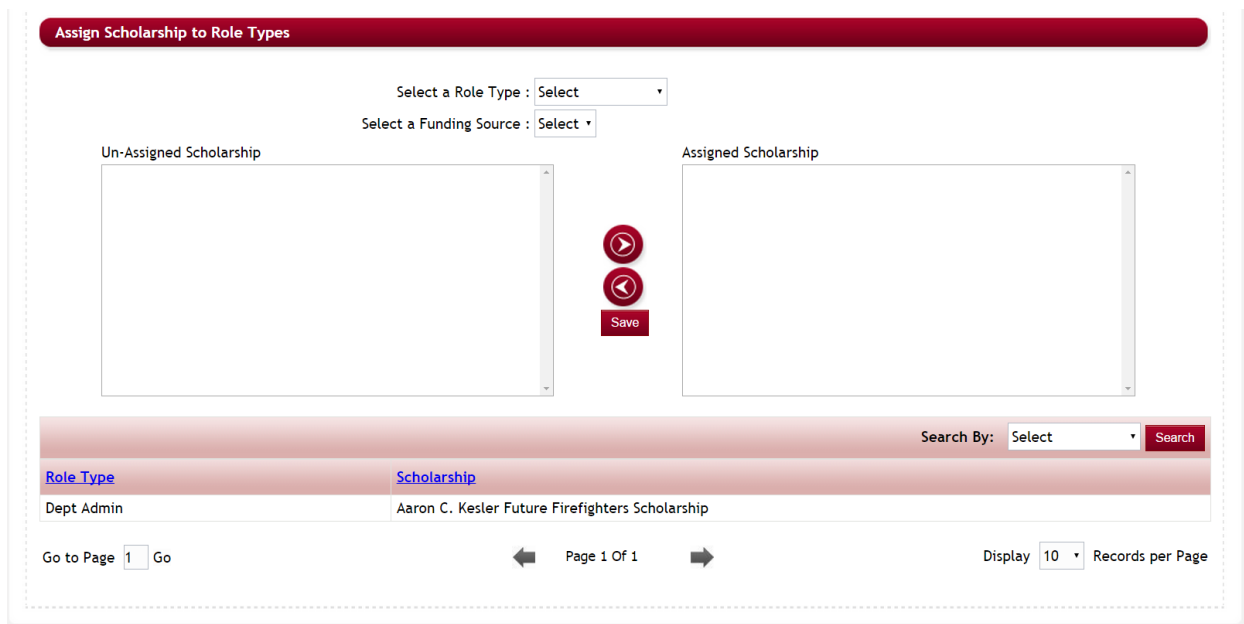 Assign Scholarship to Role Types
Select a Role Type : Select
Select a Funding Source : Select
Un-Assigned Scholarship
Assigned Scholarship
Save
Search By: Select Search
Role Type Scholarship
Dept Admin Aaron C. Kesler Future Firefighters Scholarship
Go to Page 1 Go Page 1 Of 1 Display 10 Records per Page